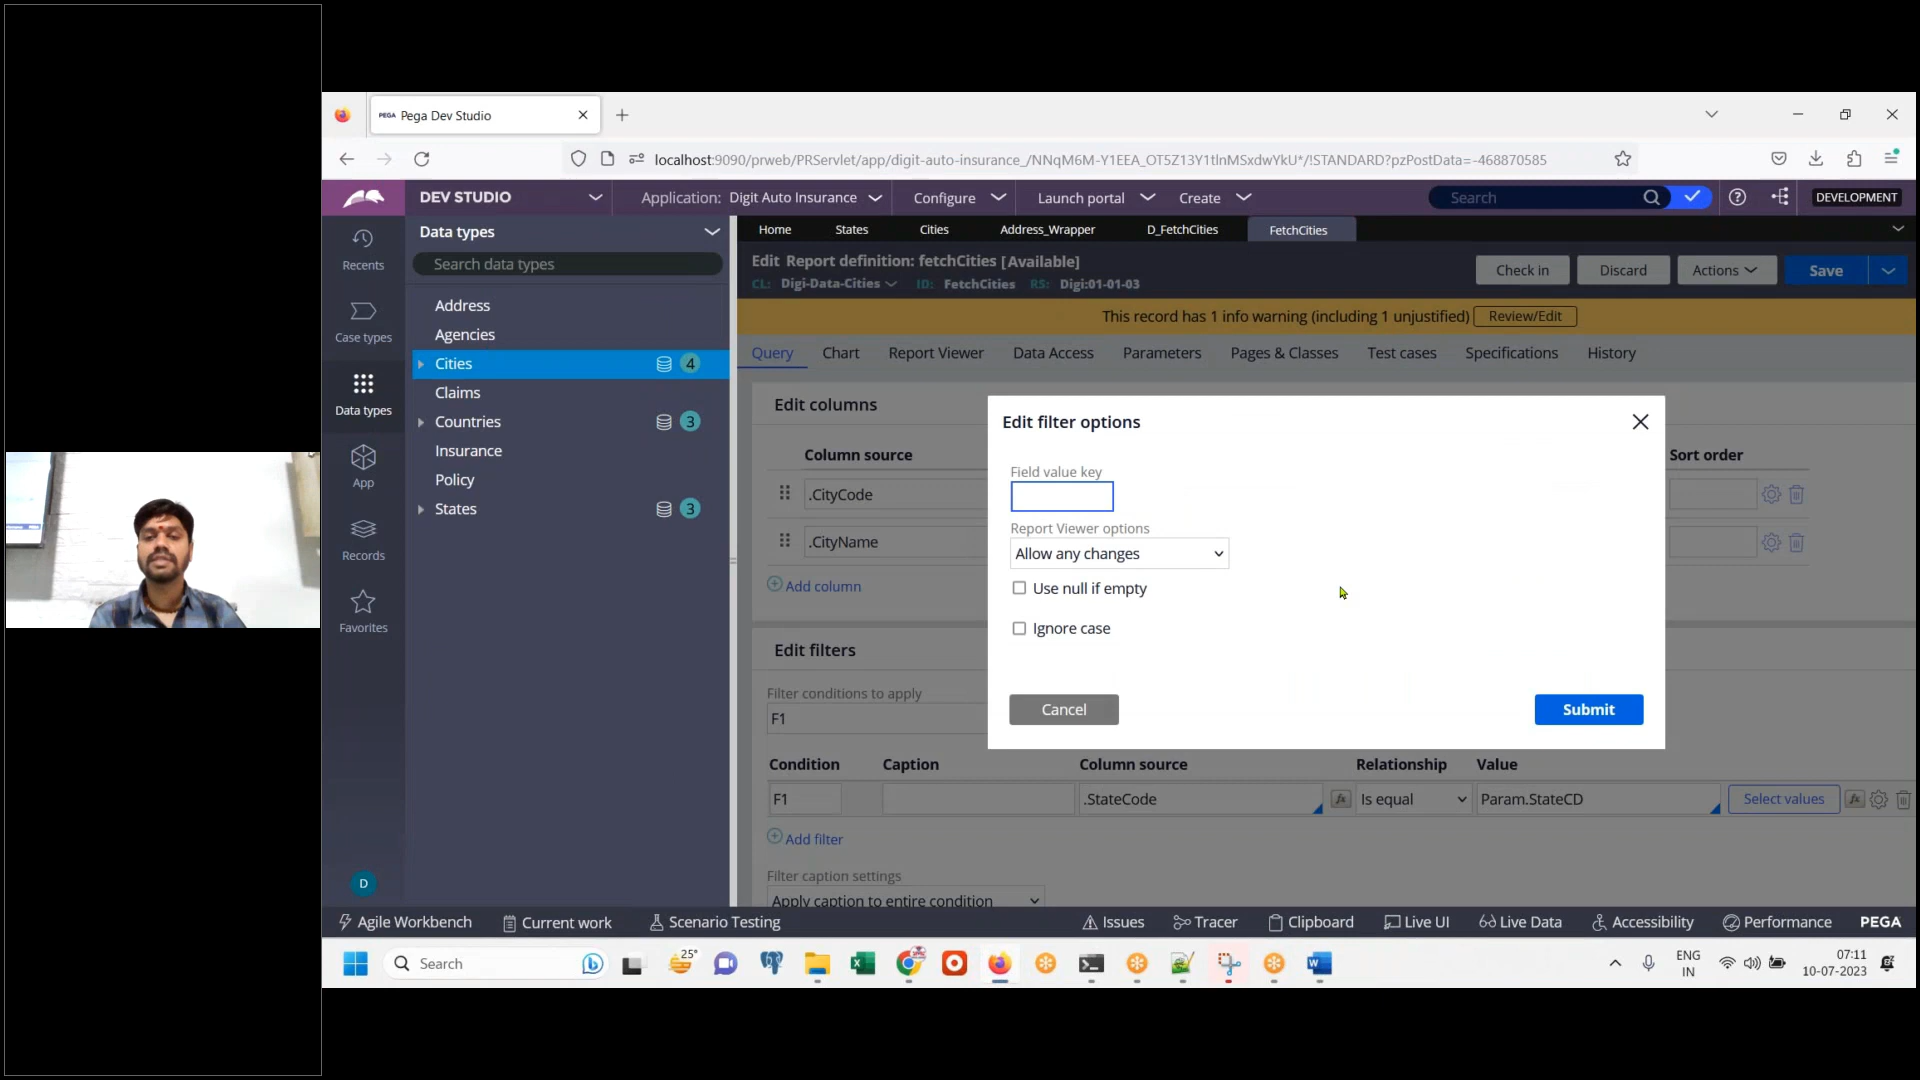 PEGA Pega Dev Studio
localhost:9090/prweb/PRServlet/app/digit-auto-insurance_/NNqM6M-Y1EEA_OT5Z13Y1tlnMSxdwYkU*/!STANDARD?pzPostData=-468870585
DEV STUDIO Application: Digit Auto Insurance Configure Launch portal Create Search ? DEVELOPMENT
Recents
Case types
Data types
App
Records
Favorites
D
Data types
Search data types
Address
Agencies
Cities 4
Claims
Countries 3
Insurance
Policy
States 3
Home States Cities Address_Wrapper D_FetchCities FetchCities
Edit Report definition: fetchCities [Available]
CL: Digi-Data-Cities ID: FetchCities RS: Digi:01-01-03
Check in Discard Actions Save
This record has 1 info warning (including 1 unjustified) Review/Edit
Query Chart Report Viewer Data Access Parameters Pages & Classes Test cases Specifications History
Edit columns
Column source Sort order
.CityCode
.CityName
Add column
Edit filter options
Field value key
Report Viewer options
Allow any changes
Use null if empty
Ignore case
Cancel Submit
Edit filters
Filter conditions to apply
F1
Condition Caption Column source Relationship Value
F1 .StateCode fx Is equal Param.StateCD Select values fx
Add filter
Filter caption settings
Apply caption to entire condition
Agile Workbench Current work Scenario Testing Issues Tracer Clipboard Live UI Live Data Accessibility Performance PEGA
Search 25° ENG IN 07:11 10-07-2023